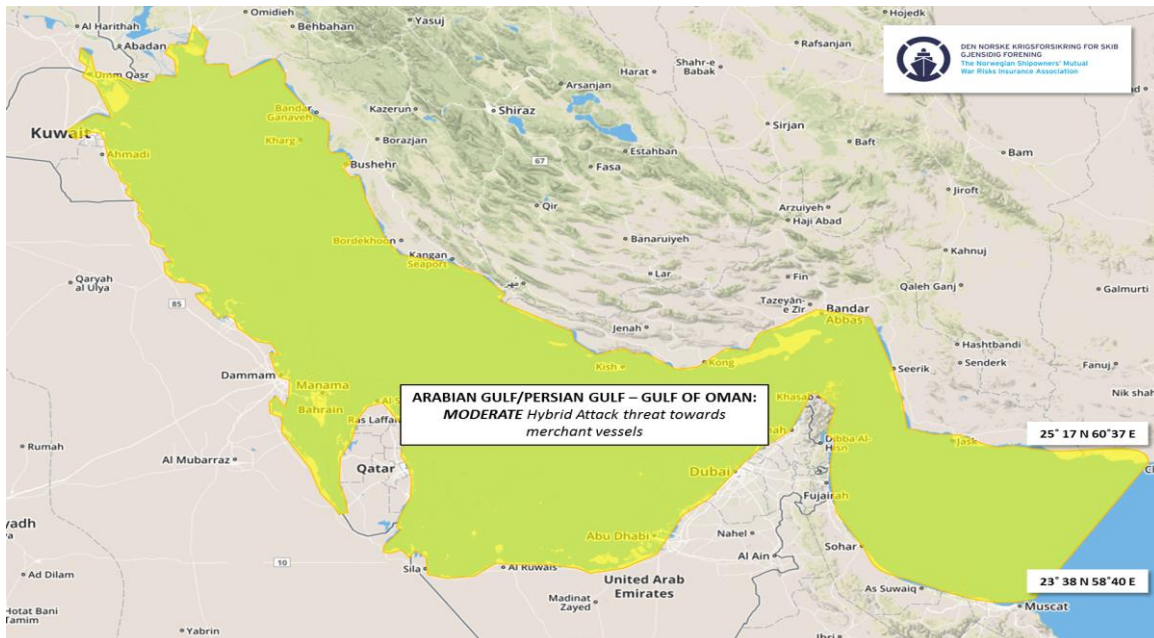 Al Harithah
Omidieh
Behbahan
Yasuj
Hojedk
Abadan
Rafsanjan
DEN NORSKE KRIGSFORSIKRING FOR SKIB
GJENSIDIG FORENING
The Norwegian Shipowners' Mutual
War Risks Insurance Association
Umm Qasr
Arsanjan
Harat
Shahr-e
Babak
Bandar
Ganaveh
Kazerun
Shiraz
Sirjan
Kuwait
Kharg
Borazjan
Estahban
Baft
Bam
Ahmadi
Bushehr
67
Fasa
Jiroft
Qir
Arzuiyeh
Haji Abad
Bordekhoon
Banaruiyeh
Kahnuj
Kangan
Seaport
Qaryah
al Ulya
Lar
Fin
Qaleh Ganj
Galmurti
85
Tazeyān-
e Zīr
Bandar
Abbas
Jenah
Hashtbandi
Kong
Senderk
Fanuj
Kish
Seerik
Dammam
Nik shah
Manama
Bahrain
Khasab
ARABIAN GULF/PERSIAN GULF – GULF OF OMAN:
MODERATE Hybrid Attack threat towards
merchant vessels
Ras Laffan
25° 17 N 60°37 E
Jask
Rumah
Dibba Al-
Hisn
Al Mubarraz
Qatar
Dubai
Fujairah
yadh
Abu Dhabi
Nahel
Sohar
10
Al Ain
Ad Dilam
Sila
Al Ruwais
23° 38 N 58°40 E
United Arab
Emirates
As Suwaiq
Hotat Bani
Tamim
Madinat
Zayed
Muscat
Yabrin
Ibri